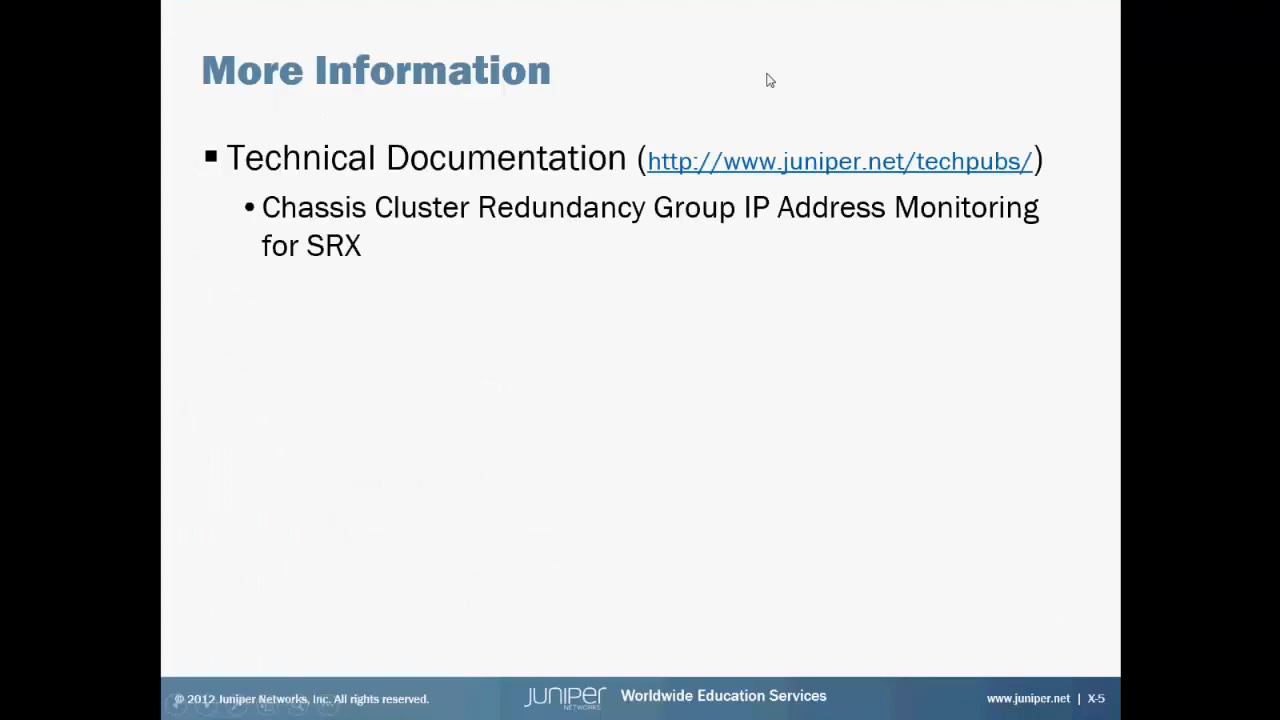 More Information
▪ Technical Documentation (http://www.juniper.net/techpubs/)
• Chassis Cluster Redundancy Group IP Address Monitoring
for SRX
© 2012 Juniper Networks, Inc. All rights reserved.
JUNIPER
NETWORKS
Worldwide Education Services
www.juniper.net | X-5